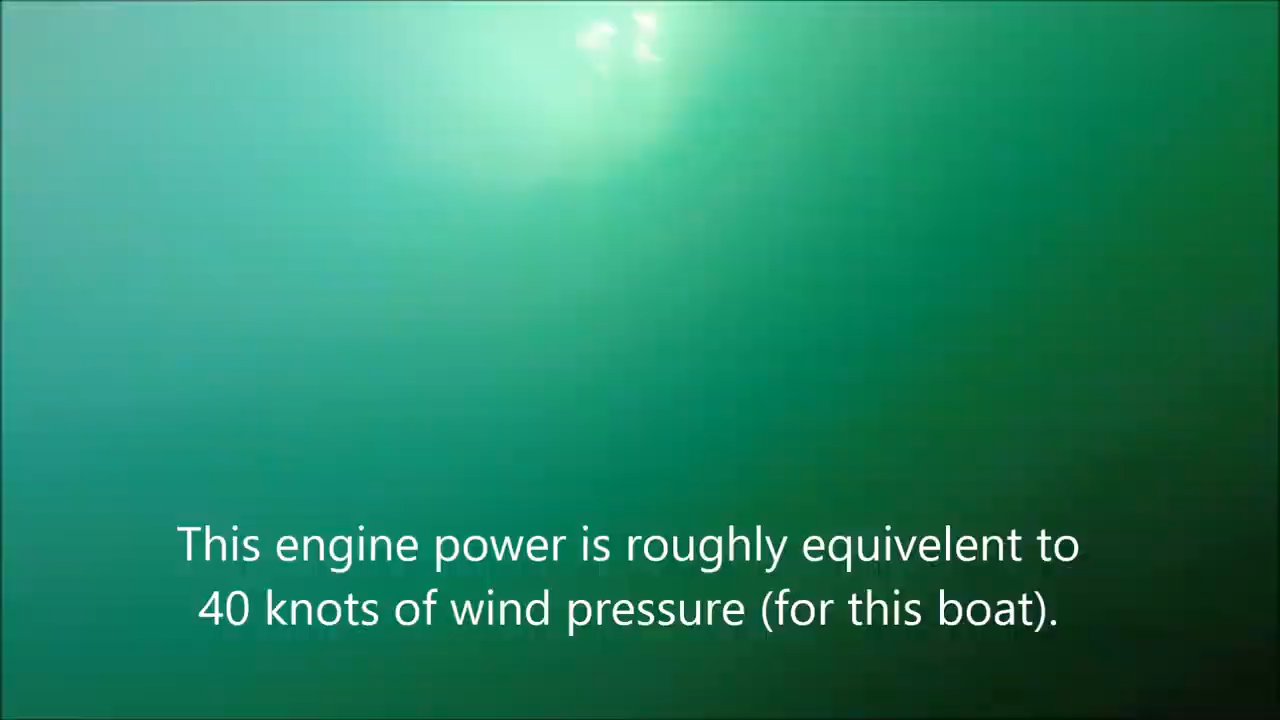 This engine power is roughly equivelent to
40 knots of wind pressure (for this boat).